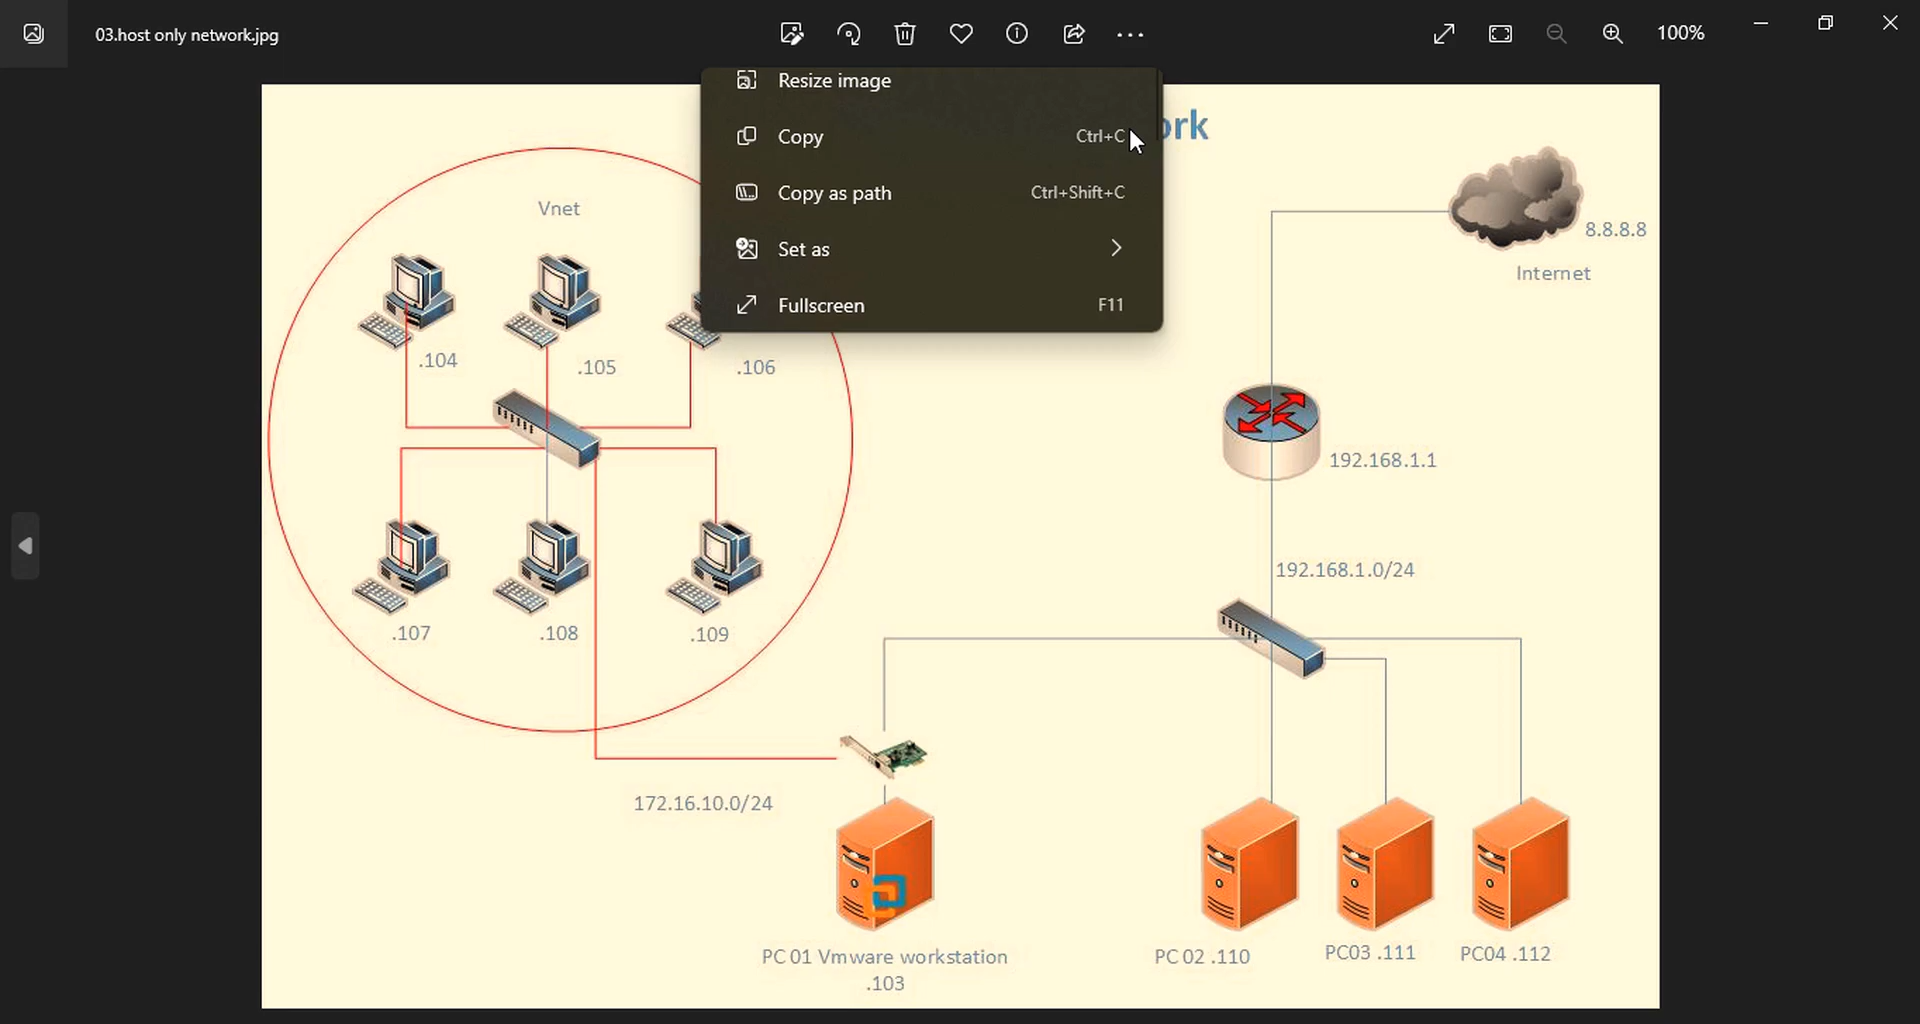 03.host only network.jpg
100%
Resize image
Copy Ctrl+C
Copy as path Ctrl+Shift+C
Set as
Fullscreen F11
Vnet
8.8.8.8
Internet
.104
.105
.106
192.168.1.1
192.168.1.0/24
.107
.108
.109
172.16.10.0/24
PC 01 Vmware workstation
.103
PC 02 .110
PC03 .111
PC04 .112